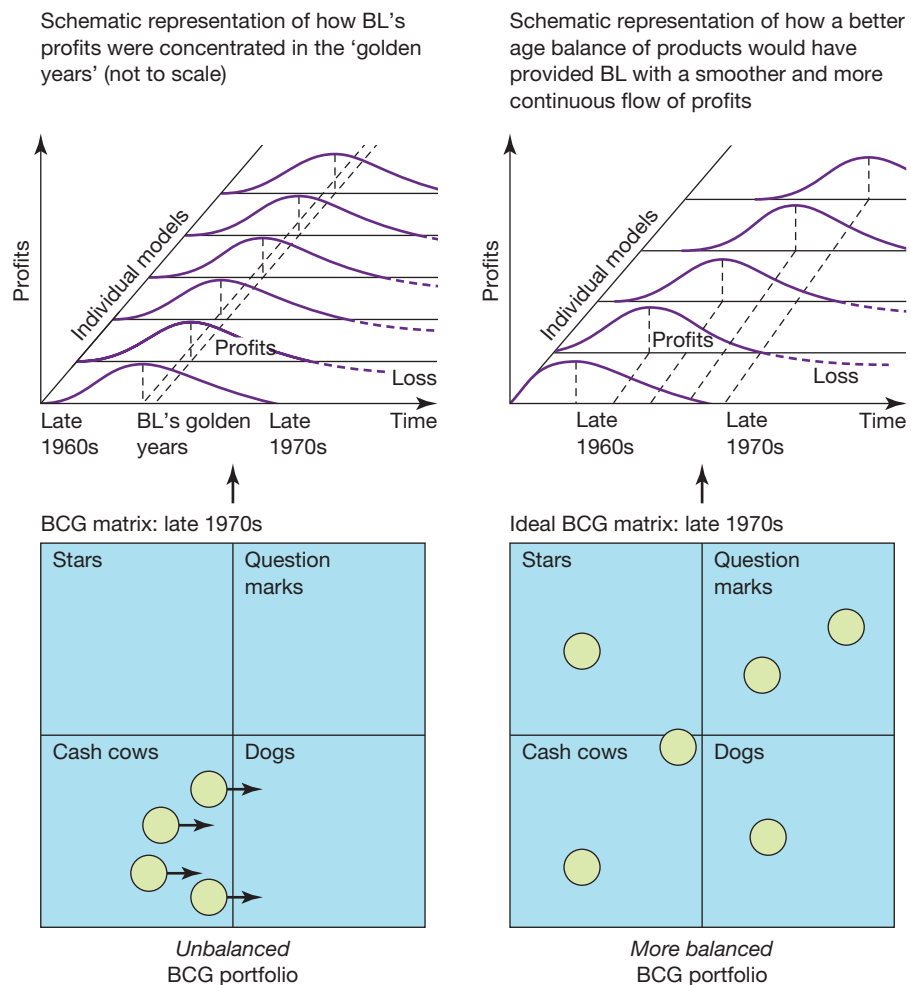 Schematic representation of how BL’s
profits were concentrated in the ‘golden
years’ (not to scale)
Profits
Individual models
Profits
Loss
Late
1960s
BL’s golden
years
Late
1970s
Time
BCG matrix: late 1970s
Stars
Question
marks
Cash cows
Dogs
Unbalanced
BCG portfolio
Schematic representation of how a better
age balance of products would have
provided BL with a smoother and more
continuous flow of profits
Profits
Individual models
Profits
Loss
Late
1960s
Late
1970s
Time
Ideal BCG matrix: late 1970s
Stars
Question
marks
Cash cows
Dogs
More balanced
BCG portfolio